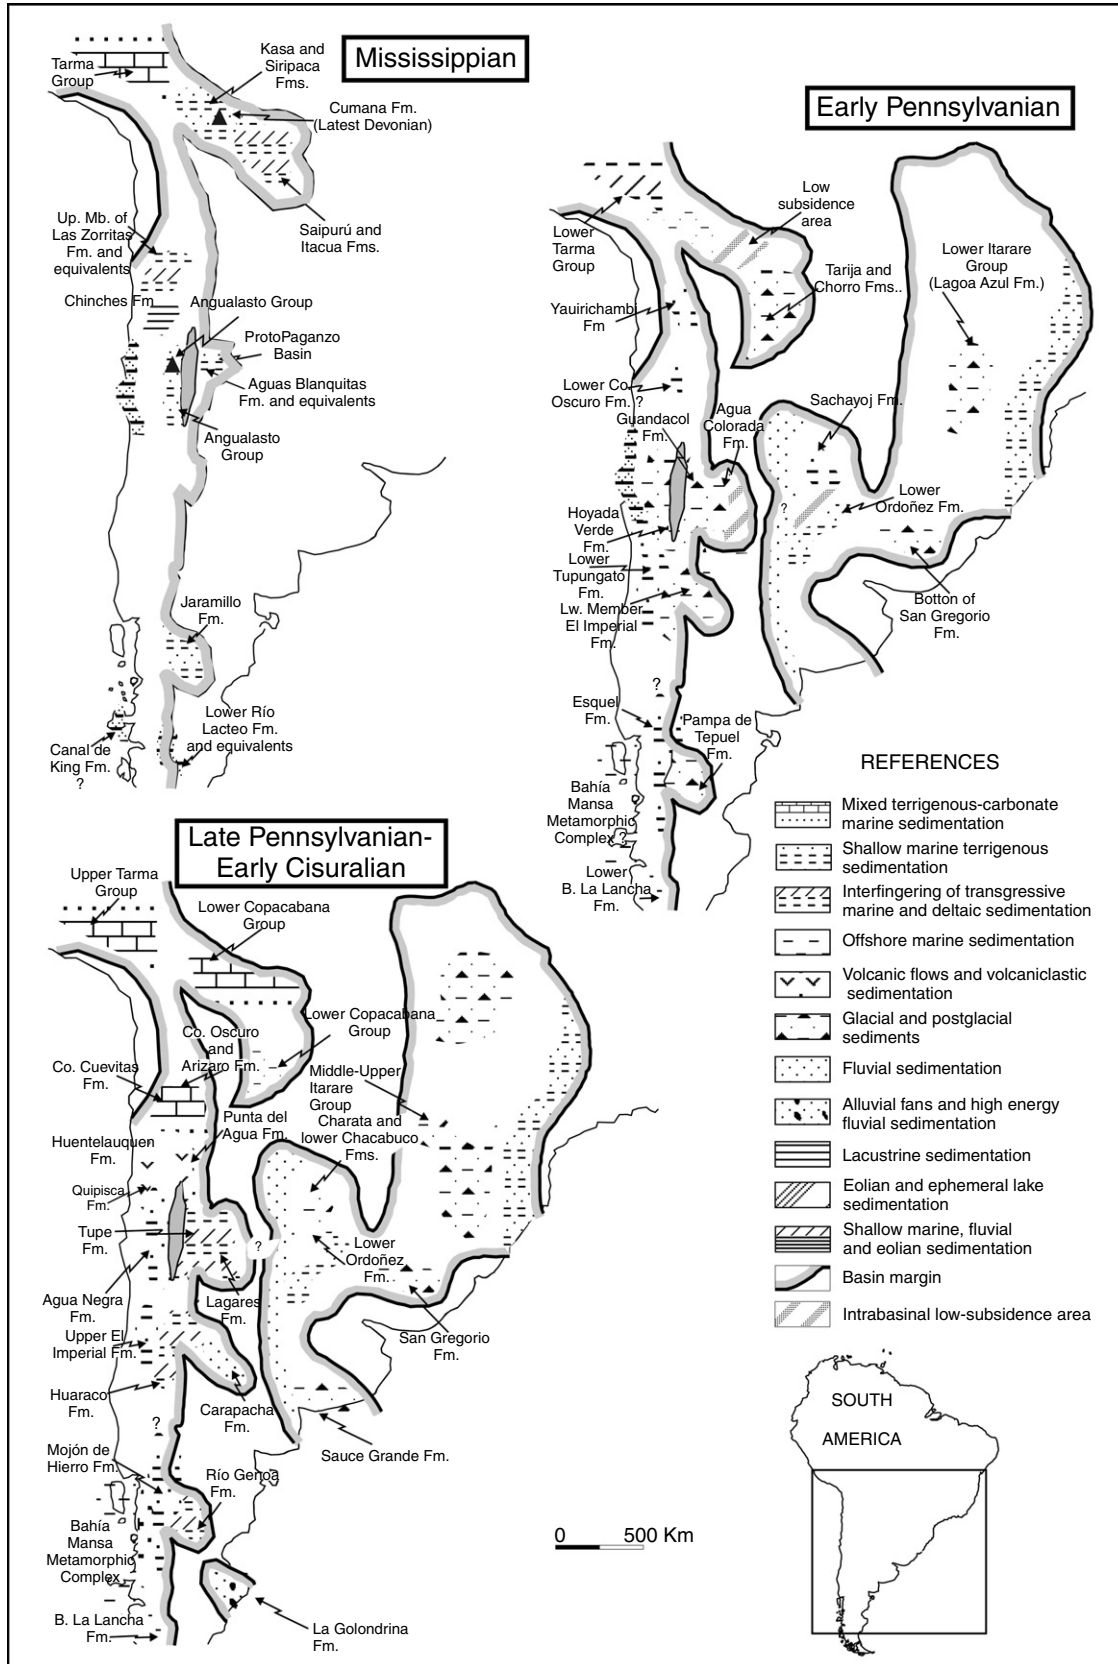 Mississippian
Tarma
Group
Kasa and
Siripaca
Fms.
Cumana Fm.
(Latest Devonian)
Saipurú and
Itacua Fms.
Up. Mb. of
Las Zorritas
Fm. and
equivalents
Chinches Fm
Angualasto Group
ProtoPaganzo
Basin
Aguas Blanquitas
Fm. and equivalents
Angualasto
Group
Jaramillo
Fm.
Lower Río
Lacteo Fm.
and equivalents
Canal de
King Fm.
?
Early Pennsylvanian
Low
subsidence
area
Lower
Tarma
Group
Lower Itarare
Group
(Lagoa Azul Fm.)
Tarija and
Chorro Fms..
Yauirichambi
Fm
Lower Co.
Oscuro Fm. ?
Guandacol
Fm.
Agua
Colorada
Fm.
Sachayoj Fm.
Lower
Ordoñez Fm.
?
Hoyada
Verde
Fm.
Lower
Tupungato
Fm.
Lw. Member
El Imperial
Fm.
Botton of
San Gregorio
Fm.
?
Esquel
Fm.
Pampa de
Tepuel
Fm.
Bahía
Mansa
Metamorphic
Complex ?
Lower
B. La Lancha
Fm.
REFERENCES
Mixed terrigenous-carbonate
marine sedimentation
Shallow marine terrigenous
sedimentation
Interfingering of transgressive
marine and deltaic sedimentation
Offshore marine sedimentation
Volcanic flows and volcaniclastic
sedimentation
Glacial and postglacial
sediments
Fluvial sedimentation
Alluvial fans and high energy
fluvial sedimentation
Lacustrine sedimentation
Eolian and ephemeral lake
sedimentation
Shallow marine, fluvial
and eolian sedimentation
Basin margin
Intrabasinal low-subsidence area
Late Pennsylvanian-
Early Cisuralian
Upper Tarma
Group
Lower Copacabana
Group
Lower Copacabana
Group
Co. Oscuro
and
Arizaro Fm.
Co. Cuevitas
Fm.
Middle-Upper
Itarare
Group
Charata and
lower Chacabuco
Fms.
Punta del
Agua Fm.
Huentelauquen
Fm.
Quipisca
Fm.
Tupe
Fm.
?
Lower
Ordoñez
Fm.
Agua Negra
Fm.
Lagares
Fm.
Upper El
Imperial Fm.
San Gregorio
Fm.
Huaraco
Fm.
Carapacha
Fm.
?
Sauce Grande Fm.
Mojón de
Hierro Fm.
Río Genoa
Fm.
Bahía
Mansa
Metamorphic
Complex
B. La Lancha
Fm.
La Golondrina
Fm.
0 500 Km
SOUTH
AMERICA